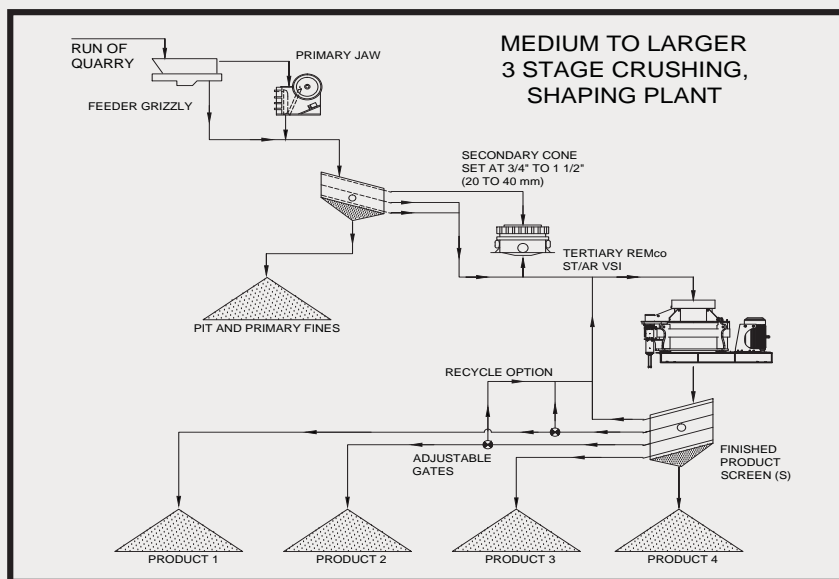 MEDIUM TO LARGER
3 STAGE CRUSHING,
SHAPING PLANT
RUN OF
QUARRY
PRIMARY JAW
FEEDER GRIZZLY
SECONDARY CONE
SET AT 3/4" TO 1 1/2"
(20 TO 40 mm)
TERTIARY REMco
ST/AR VSI
PIT AND PRIMARY FINES
RECYCLE OPTION
ADJUSTABLE
GATES
FINISHED
PRODUCT
SCREEN (S)
PRODUCT 1
PRODUCT 2
PRODUCT 3
PRODUCT 4